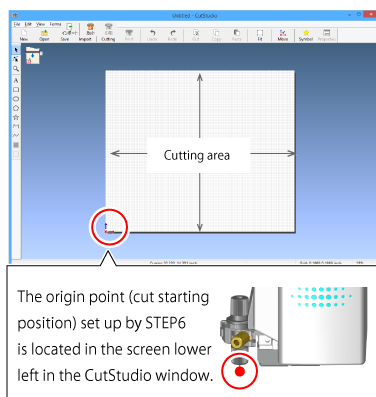 Untitled - CutStudio
File Edit View Format
New Open Save Import Cutting Print Undo Redo Cut Copy Paste Fit Move Symbol Properties
Cutting area
The origin point (cut starting
position) set up by STEP6
is located in the screen lower
left in the CutStudio window.